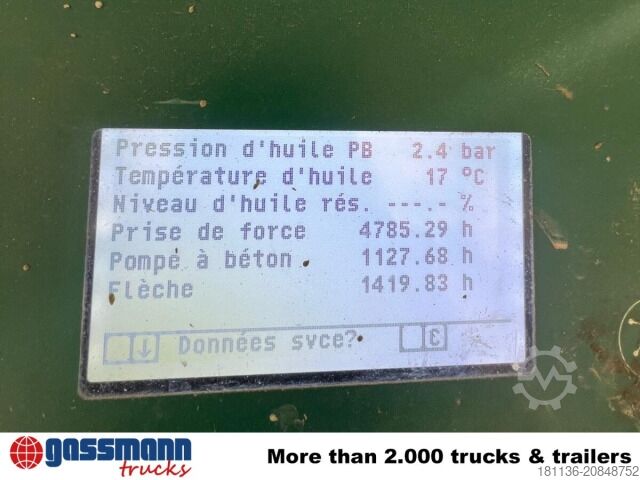 Pression d'huile PB 2.4 bar
Température d'huile 17 °C
Niveau d'huile rés. ---.- %
Prise de force 4785.29 h
Pompe à béton 1127.68 h
Flèche 1419.83 h
↓ Données svce? ε
gassmann trucks
More than 2.000 trucks & trailers
181136-20848752